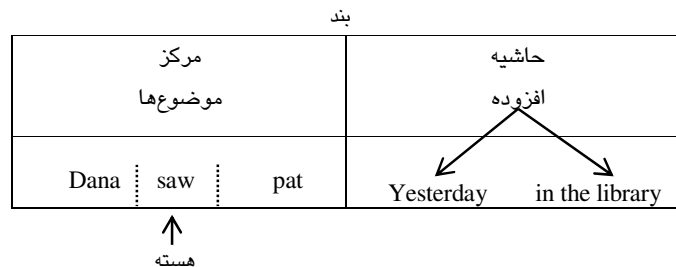 بند
مرکز
موضوع‌ها
حاشیه
افزوده
Dana saw pat
Yesterday in the library
هسته